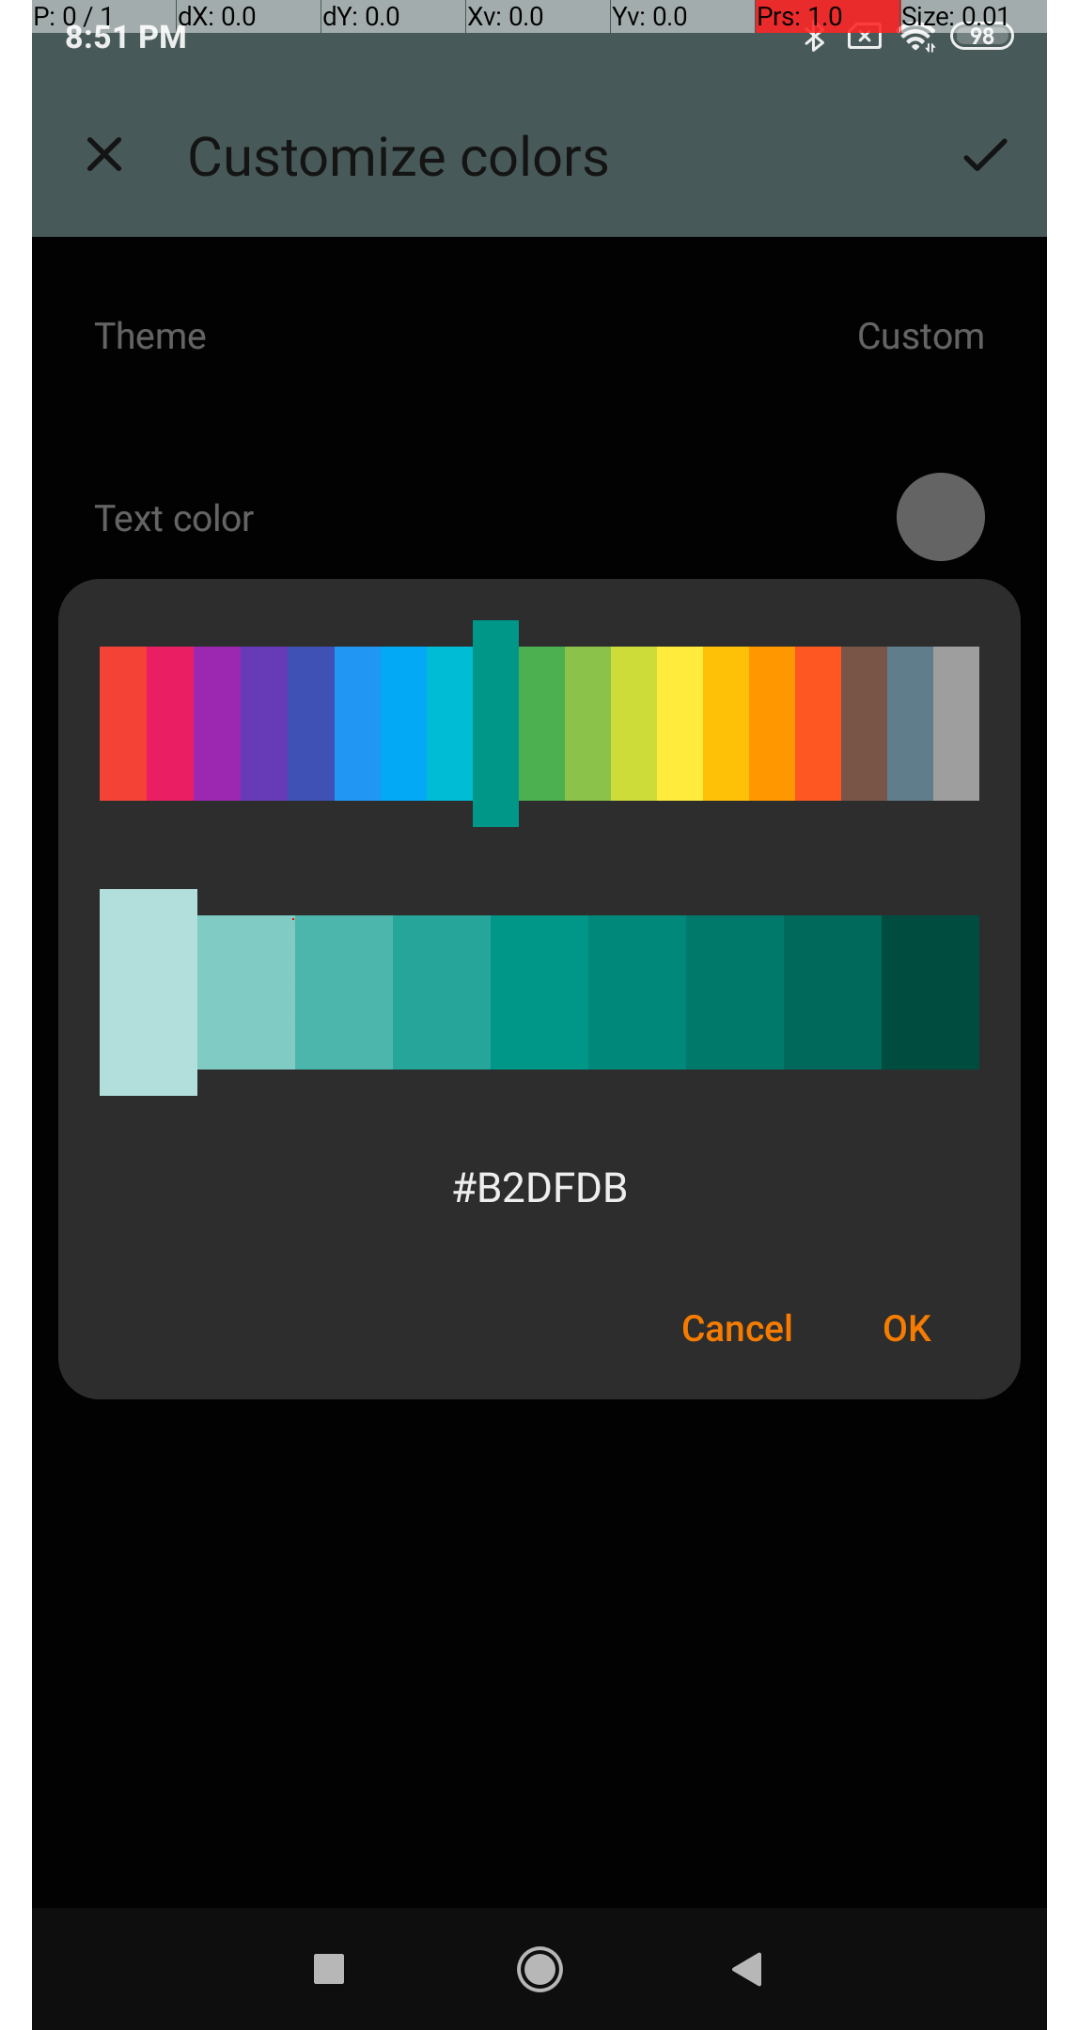 P: 0 / 1 dX: 0.0 dY: 0.0 Xv: 0.0 Yv: 0.0 Prs: 1.0 Size: 0.01
8:51 PM 98
Customize colors
Theme Custom
Text color
#B2DFDB
Cancel OK